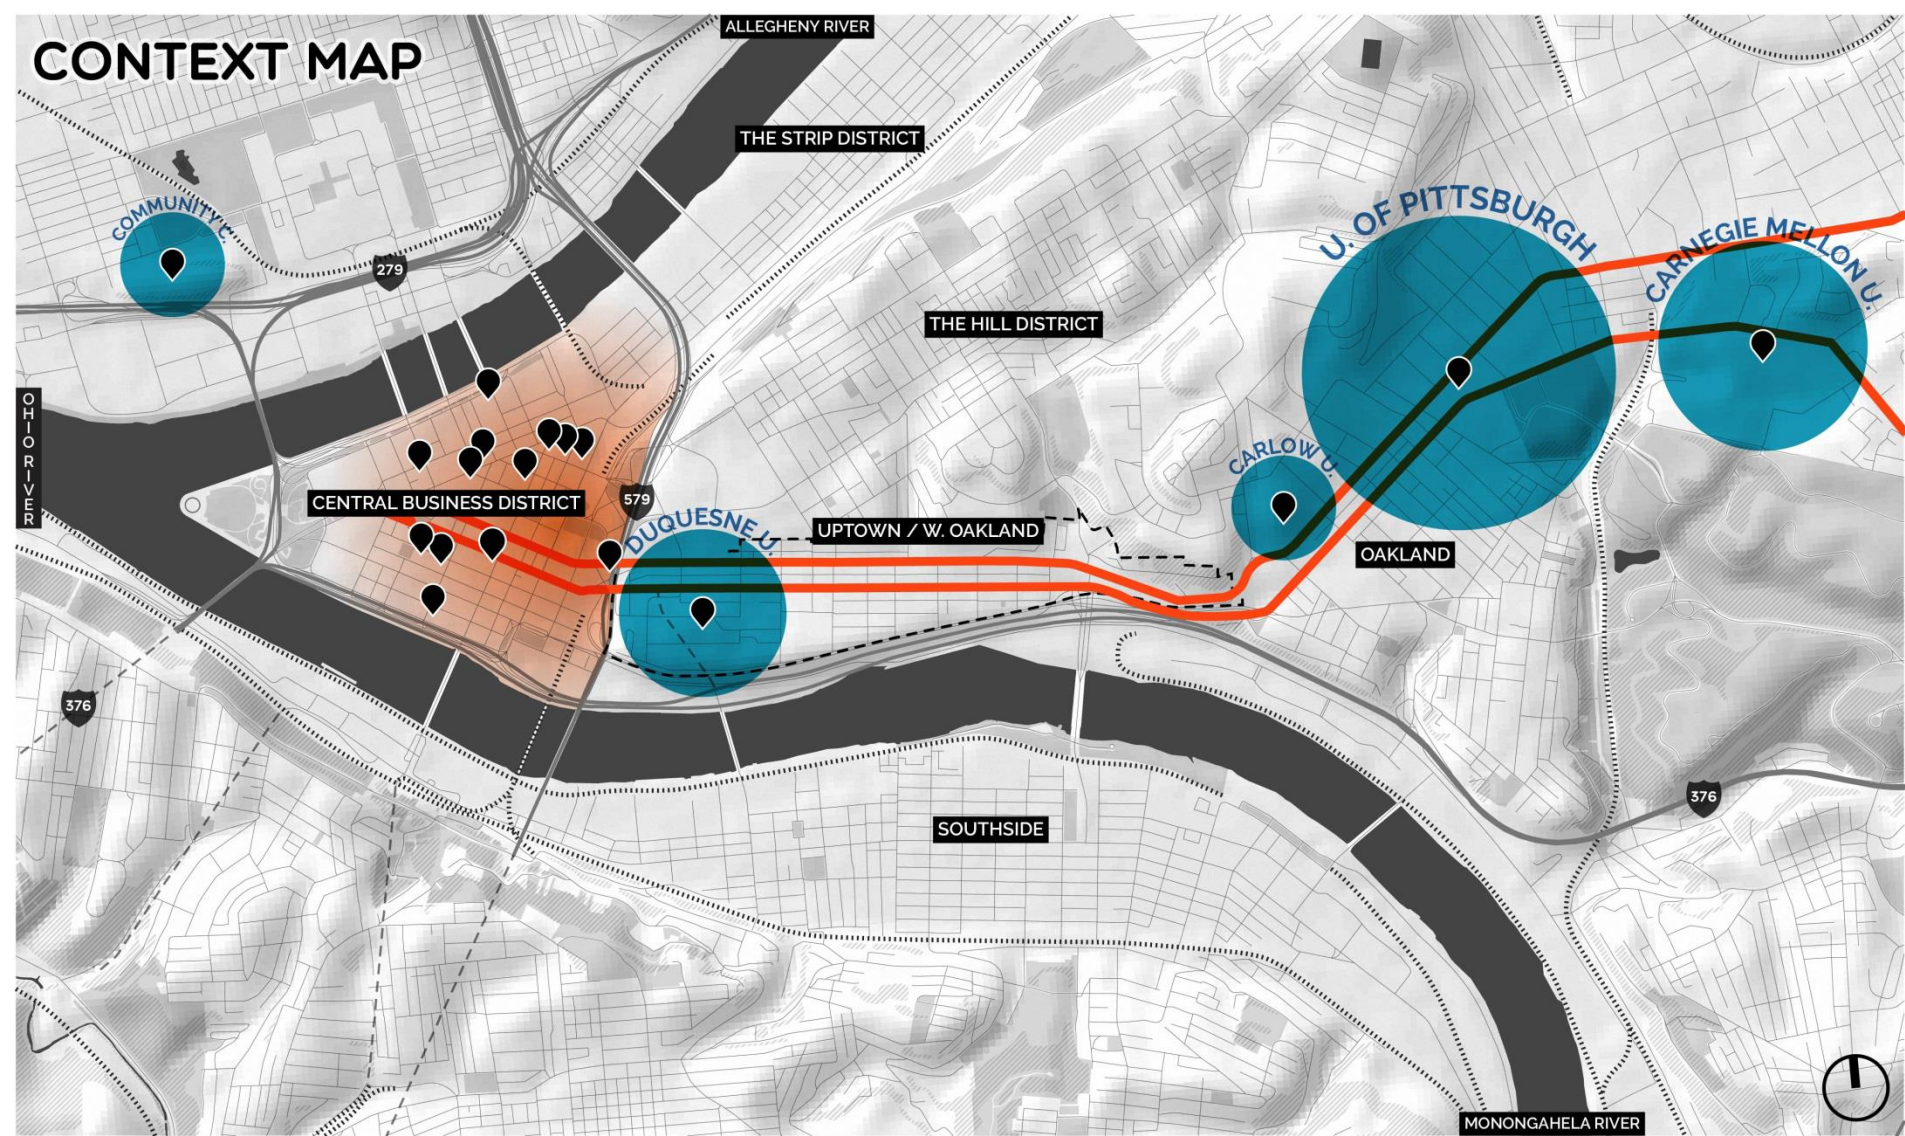 CONTEXT MAP
ALLEGHENY RIVER
THE STRIP DISTRICT
COMMUNITY C.
U. OF PITTSBURGH
CARNEGIE MELLON U.
279
THE HILL DISTRICT
OHIO RIVER
CARLOW U.
CENTRAL BUSINESS DISTRICT
579
DUQUESNE U.
UPTOWN / W. OAKLAND
OAKLAND
376
376
SOUTHSIDE
MONONGAHELA RIVER